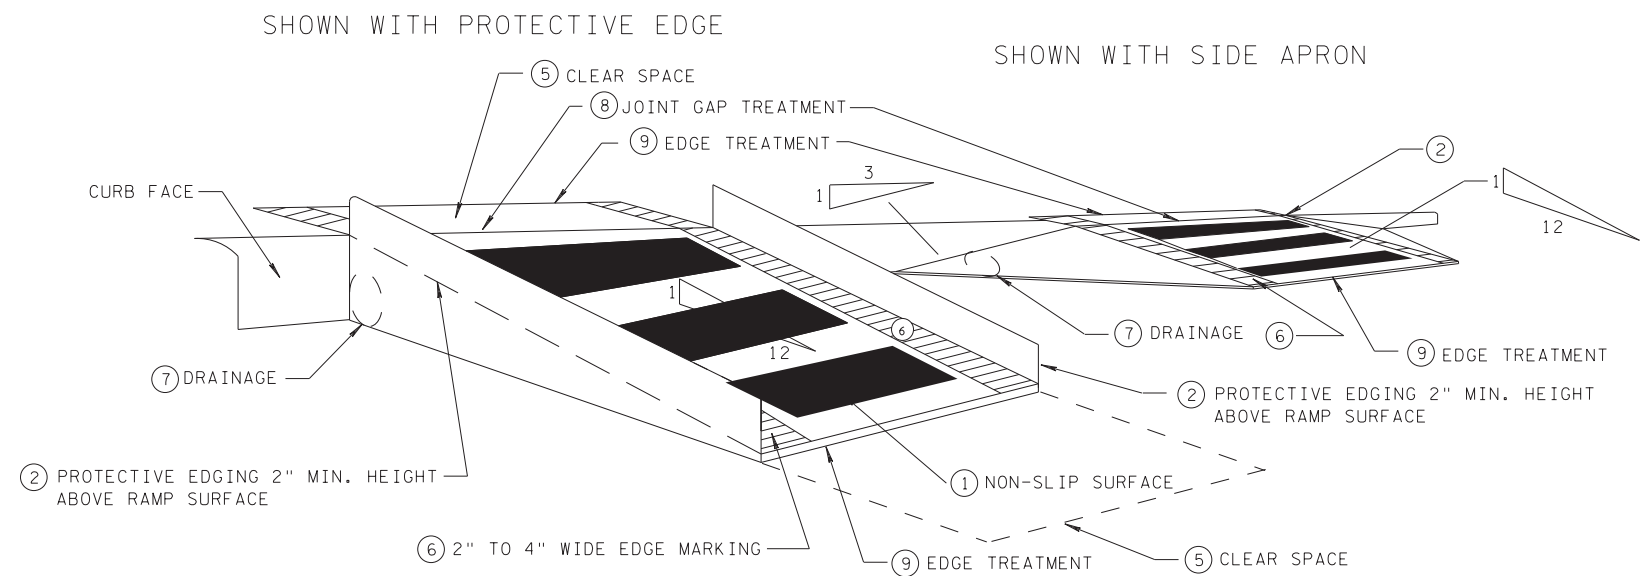 SHOWN WITH PROTECTIVE EDGE
SHOWN WITH SIDE APRON
5 CLEAR SPACE
8 JOINT GAP TREATMENT
9 EDGE TREATMENT
2
CURB FACE
3
1
1
12
1
12
6
7 DRAINAGE
6
9 EDGE TREATMENT
7 DRAINAGE
2 PROTECTIVE EDGING 2" MIN. HEIGHT
ABOVE RAMP SURFACE
2 PROTECTIVE EDGING 2" MIN. HEIGHT
ABOVE RAMP SURFACE
1 NON-SLIP SURFACE
6 2" TO 4" WIDE EDGE MARKING
9 EDGE TREATMENT
5 CLEAR SPACE